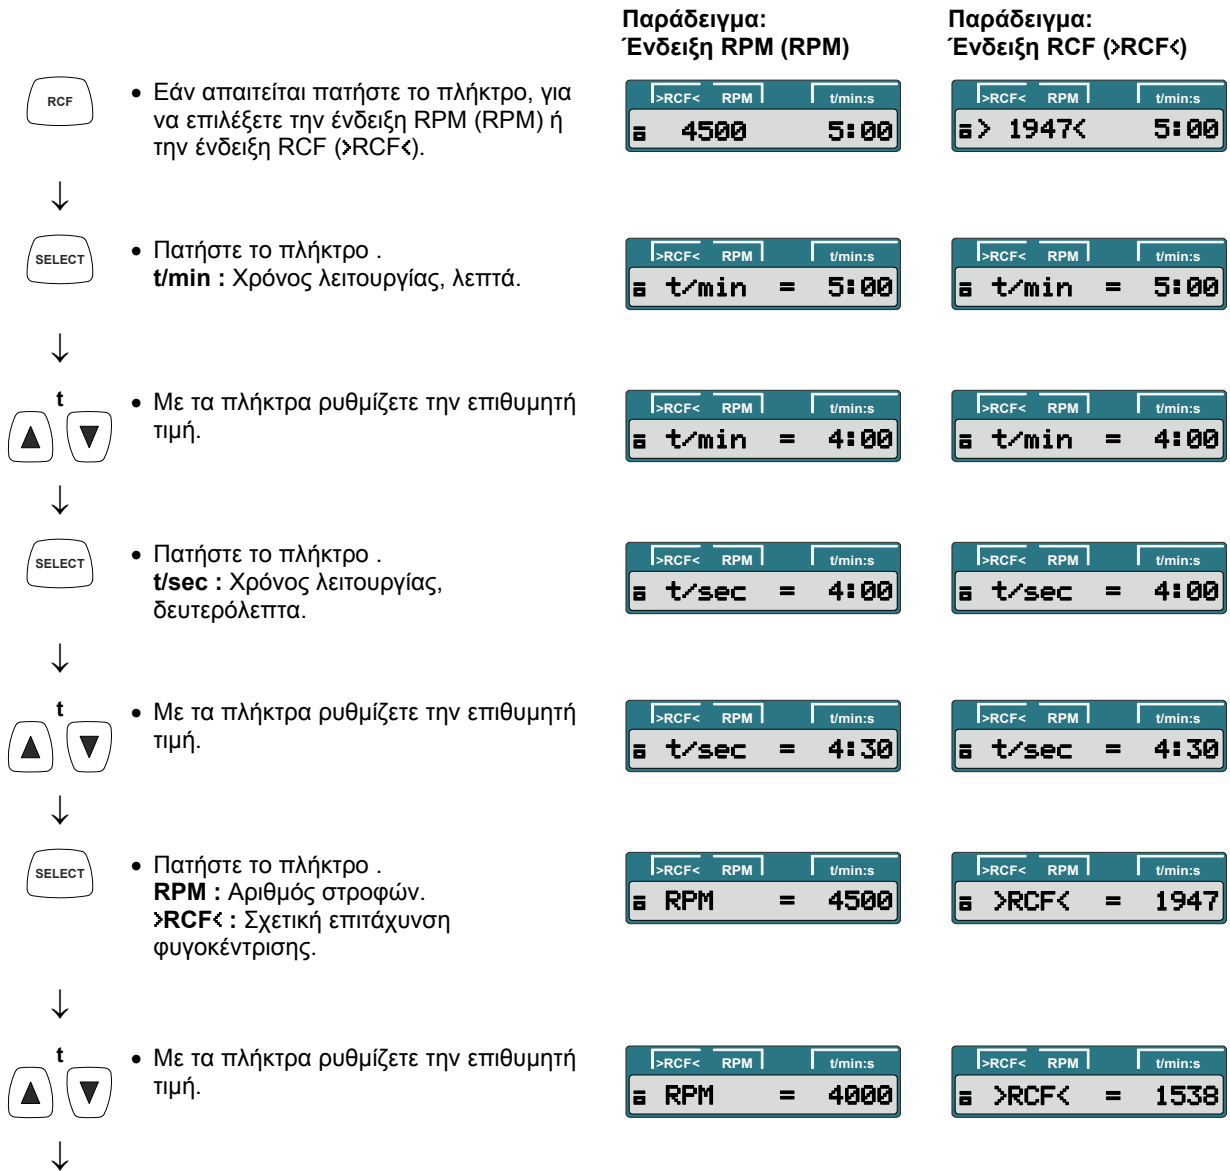 Παράδειγμα:
Ένδειξη RPM (RPM)
Παράδειγμα:
Ένδειξη RCF (>RCF<)
RCF
• Εάν απαιτείται πατήστε το πλήκτρο, για
να επιλέξετε την ένδειξη RPM (RPM) ή
την ένδειξη RCF (>RCF<).
>RCF< RPM t/min:s
4500 5:00
>RCF< RPM t/min:s
> 1947< 5:00
↓
SELECT
• Πατήστε το πλήκτρο .
t/min : Χρόνος λειτουργίας, λεπτά.
>RCF< RPM t/min:s
t/min = 5:00
>RCF< RPM t/min:s
t/min = 5:00
↓
t
▲ ▼
• Με τα πλήκτρα ρυθμίζετε την επιθυμητή
τιμή.
>RCF< RPM t/min:s
t/min = 4:00
>RCF< RPM t/min:s
t/min = 4:00
↓
SELECT
• Πατήστε το πλήκτρο .
t/sec : Χρόνος λειτουργίας,
δευτερόλεπτα.
>RCF< RPM t/min:s
t/sec = 4:00
>RCF< RPM t/min:s
t/sec = 4:00
↓
t
▲ ▼
• Με τα πλήκτρα ρυθμίζετε την επιθυμητή
τιμή.
>RCF< RPM t/min:s
t/sec = 4:30
>RCF< RPM t/min:s
t/sec = 4:30
↓
SELECT
• Πατήστε το πλήκτρο .
RPM : Αριθμός στροφών.
>RCF< : Σχετική επιτάχυνση
φυγοκέντρισης.
>RCF< RPM t/min:s
RPM = 4500
>RCF< RPM t/min:s
>RCF< = 1947
↓
t
▲ ▼
• Με τα πλήκτρα ρυθμίζετε την επιθυμητή
τιμή.
>RCF< RPM t/min:s
RPM = 4000
>RCF< RPM t/min:s
>RCF< = 1538
↓